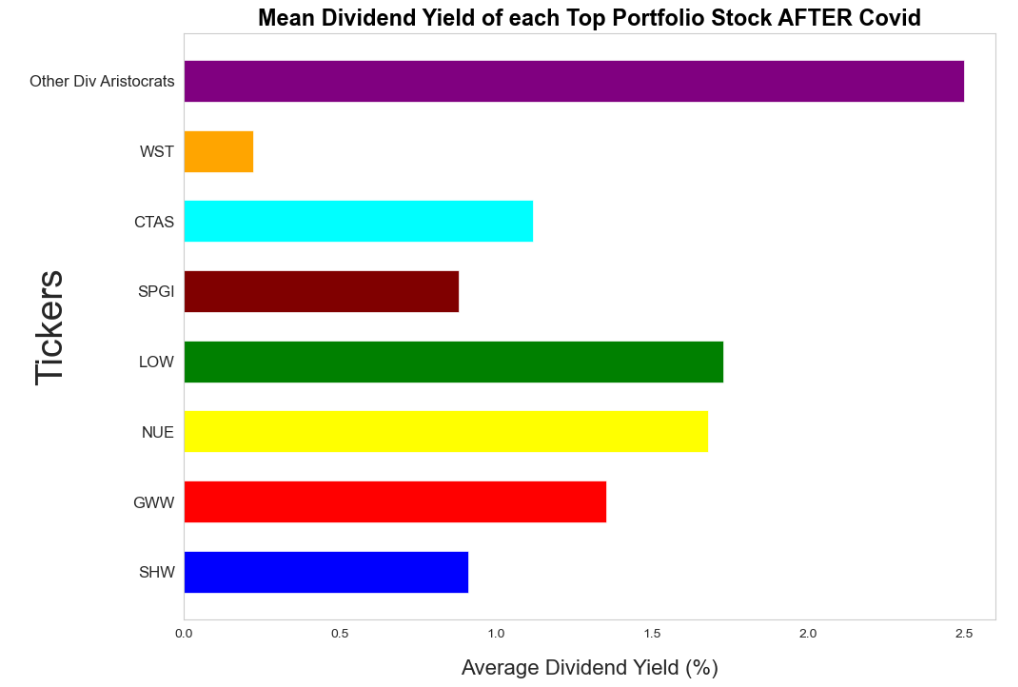 Mean Dividend Yield of each Top Portfolio Stock AFTER Covid
Other Div Aristocrats
WST
CTAS
SPGI
LOW
NUE
GWW
SHW
Tickers
0.0 0.5 1.0 1.5 2.0 2.5
Average Dividend Yield (%)